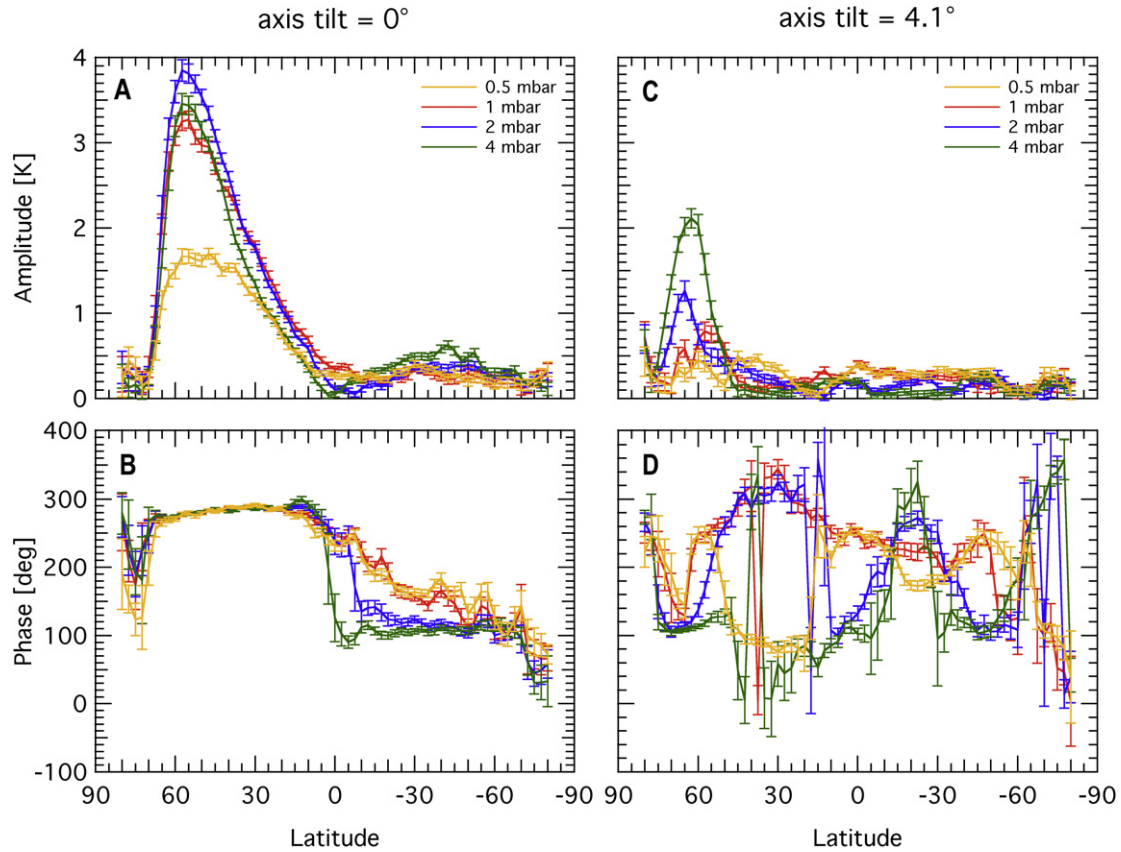 axis tilt = 0°
axis tilt = 4.1°
A
0.5 mbar
1 mbar
2 mbar
4 mbar
C
0.5 mbar
1 mbar
2 mbar
4 mbar
Amplitude [K]
4
3
2
1
0
B
D
Phase [deg]
400
300
200
100
0
-100
90 60 30 0 -30 -60 -90
90 60 30 0 -30 -60 -90
Latitude
Latitude